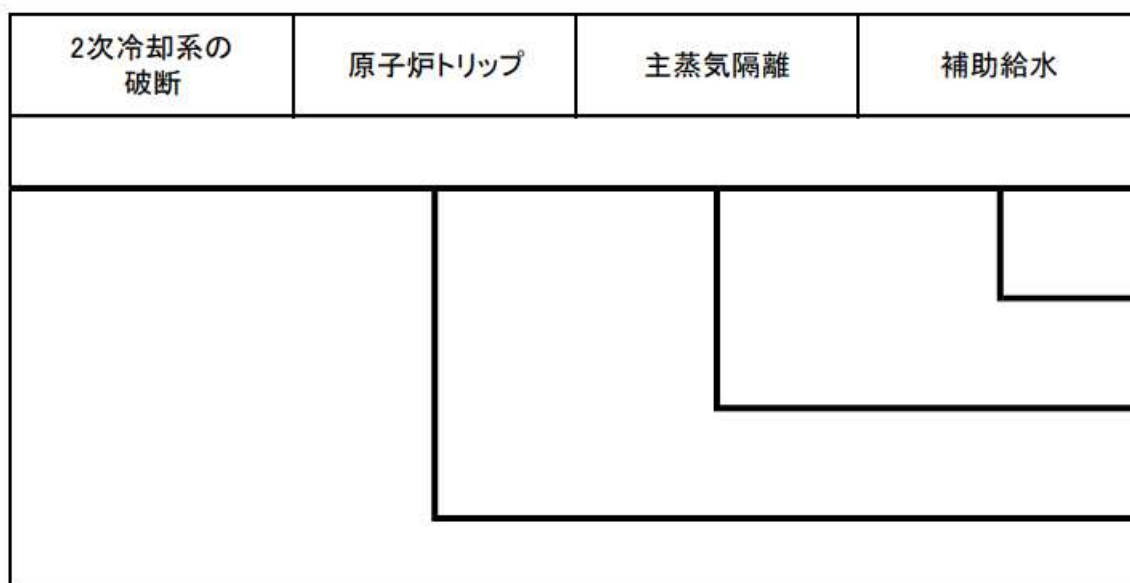 2次冷却系の
破断
原子炉トリップ
主蒸気隔離
補助給水